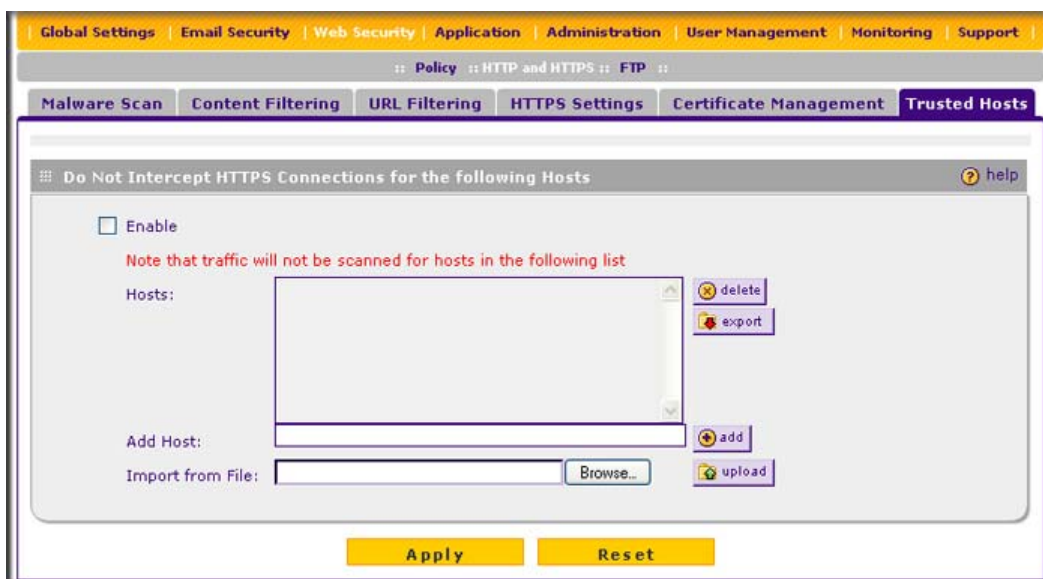 Global Settings | Email Security | Web Security | Application | Administration | User Management | Monitoring | Support
:: Policy :: HTTP and HTTPS :: FTP ::
Malware Scan Content Filtering URL Filtering HTTPS Settings Certificate Management Trusted Hosts
Do Not Intercept HTTPS Connections for the following Hosts ? help
Enable
Note that traffic will not be scanned for hosts in the following list
Hosts:
delete
export
Add Host: add
Import from File: Browse... upload
Apply Reset